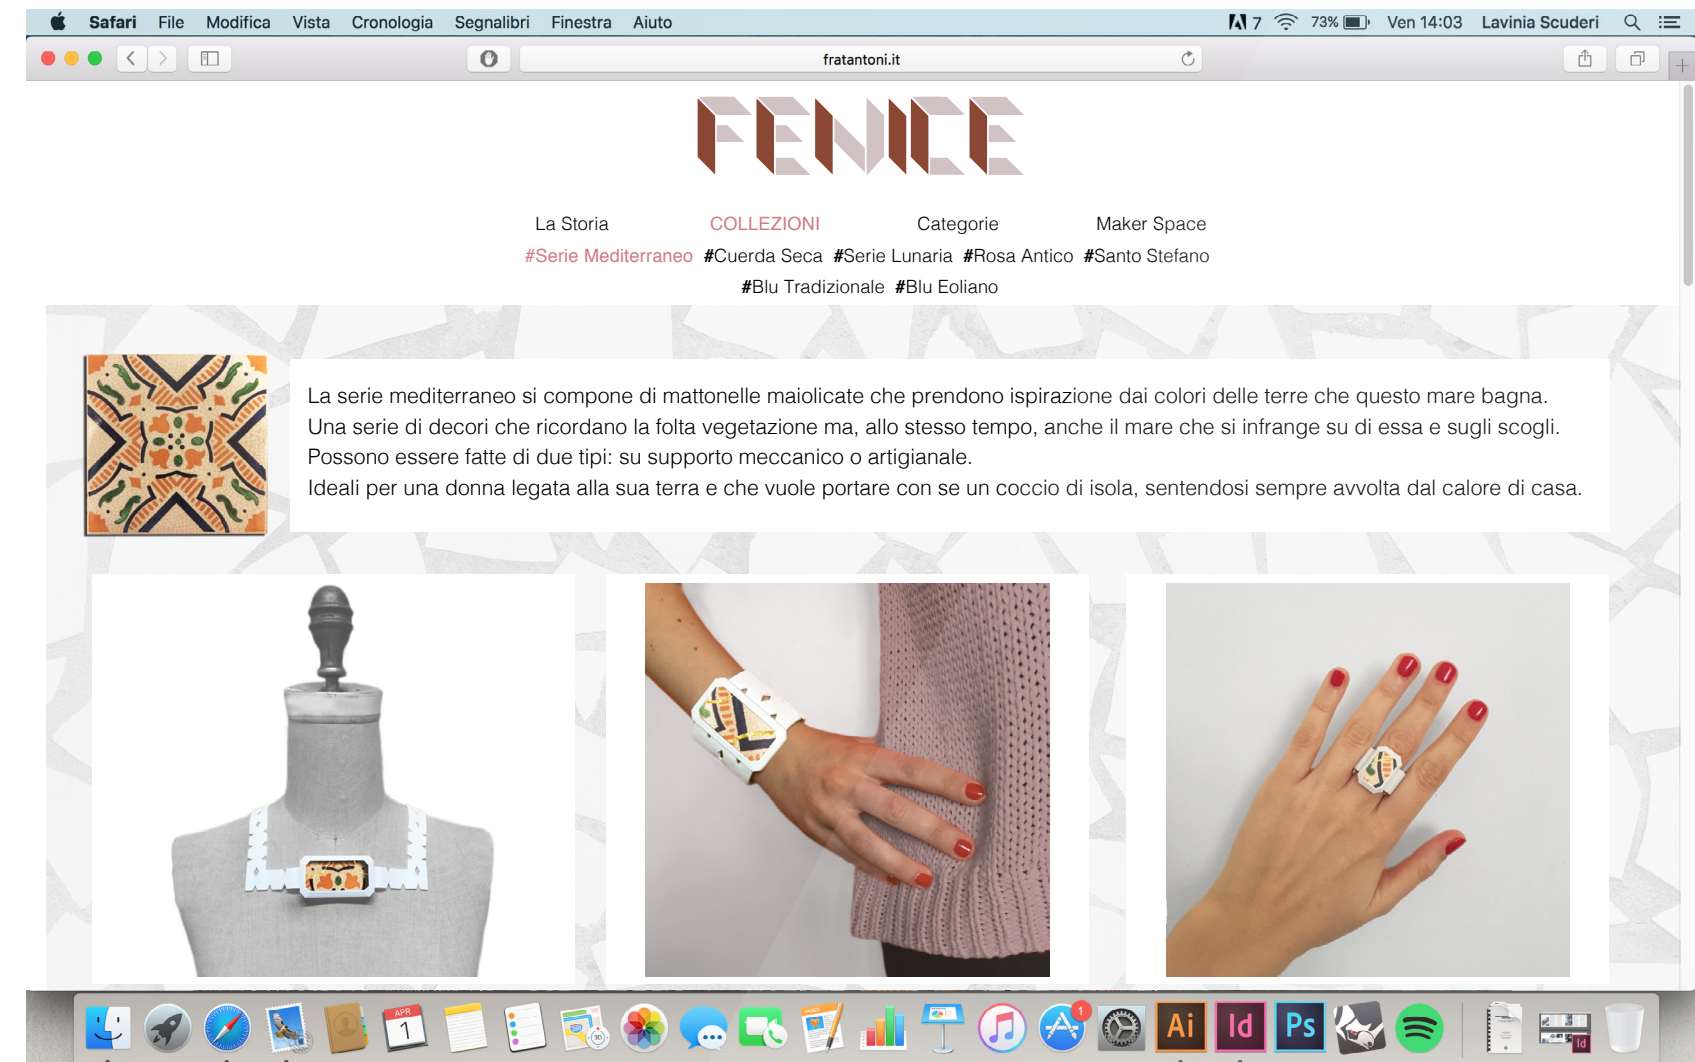 Safari File Modifica Vista Cronologia Segnalibri Finestra Aiuto 7 73% Ven 14:03 Lavinia Scuderi
fratantoni.it
FENICE
La Storia COLLEZIONI Categorie Maker Space
#Serie Mediterraneo #Cuerda Seca #Serie Lunaria #Rosa Antico #Santo Stefano
#Blu Tradizionale #Blu Eoliano
La serie mediterraneo si compone di mattonelle maiolicate che prendono ispirazione dai colori delle terre che questo mare bagna.
Una serie di decori che ricordano la folta vegetazione ma, allo stesso tempo, anche il mare che si infrange su di essa e sugli scogli.
Possono essere fatte di due tipi: su supporto meccanico o artigianale.
Ideali per una donna legata alla sua terra e che vuole portare con se un coccio di isola, sentendosi sempre avvolta dal calore di casa.
APR
1
3D
1
Ai Id Ps
Id